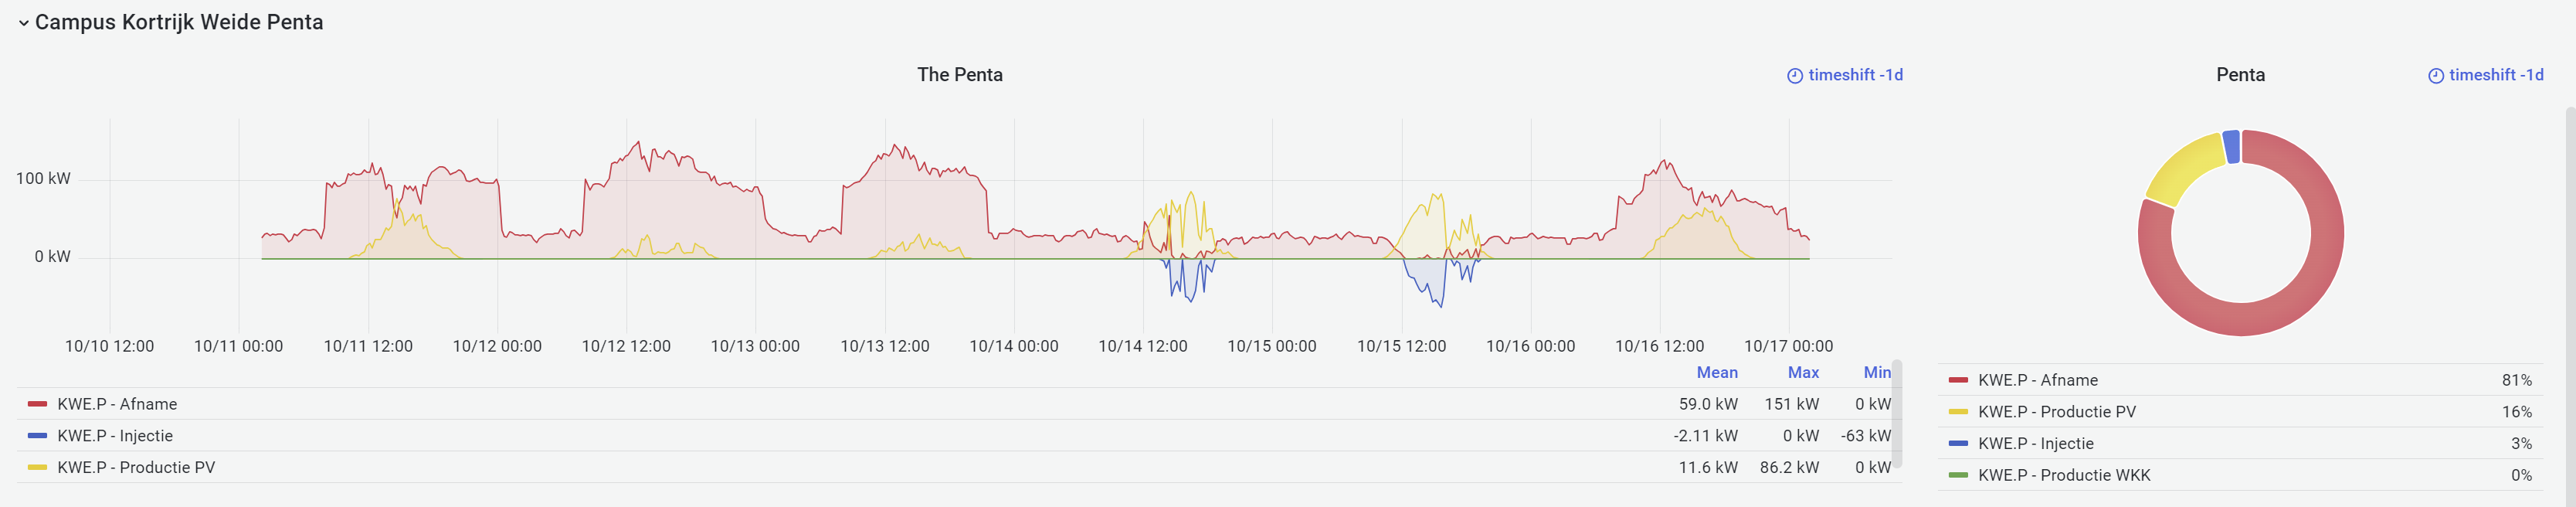 Campus Kortrijk Weide Penta
The Penta
timeshift -1d
100 kW
0 kW
10/10 12:00 10/11 00:00 10/11 12:00 10/12 00:00 10/12 12:00 10/13 00:00 10/13 12:00 10/14 00:00 10/14 12:00 10/15 00:00 10/15 12:00 10/16 00:00 10/16 12:00 10/17 00:00
Mean Max Min
KWE.P - Afname 59.0 kW 151 kW 0 kW
KWE.P - Injectie -2.11 kW 0 kW -63 kW
KWE.P - Productie PV 11.6 kW 86.2 kW 0 kW
Penta
timeshift -1d
KWE.P - Afname 81%
KWE.P - Productie PV 16%
KWE.P - Injectie 3%
KWE.P - Productie WKK 0%